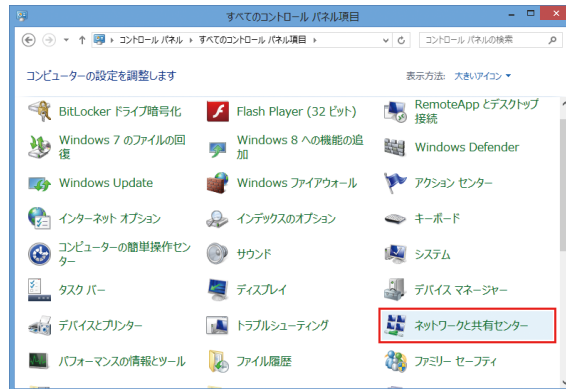 すべてのコントロール パネル項目
コントロール パネル ▸ すべてのコントロール パネル項目 ▸
コントロール パネルの検索
コンピューターの設定を調整します
表示方法: 大きいアイコン
BitLocker ドライブ暗号化
Flash Player (32 ビット)
RemoteApp とデスクトップ
接続
Windows 7 のファイルの回
復
Windows 8 への機能の追
加
Windows Defender
Windows Update
Windows ファイアウォール
アクション センター
インターネット オプション
インデックスのオプション
キーボード
コンピューターの簡単操作セン
ター
サウンド
システム
タスク バー
ディスプレイ
デバイス マネージャー
デバイスとプリンター
トラブルシューティング
ネットワークと共有センター
パフォーマンスの情報とツール
ファイル履歴
ファミリー セーフティ